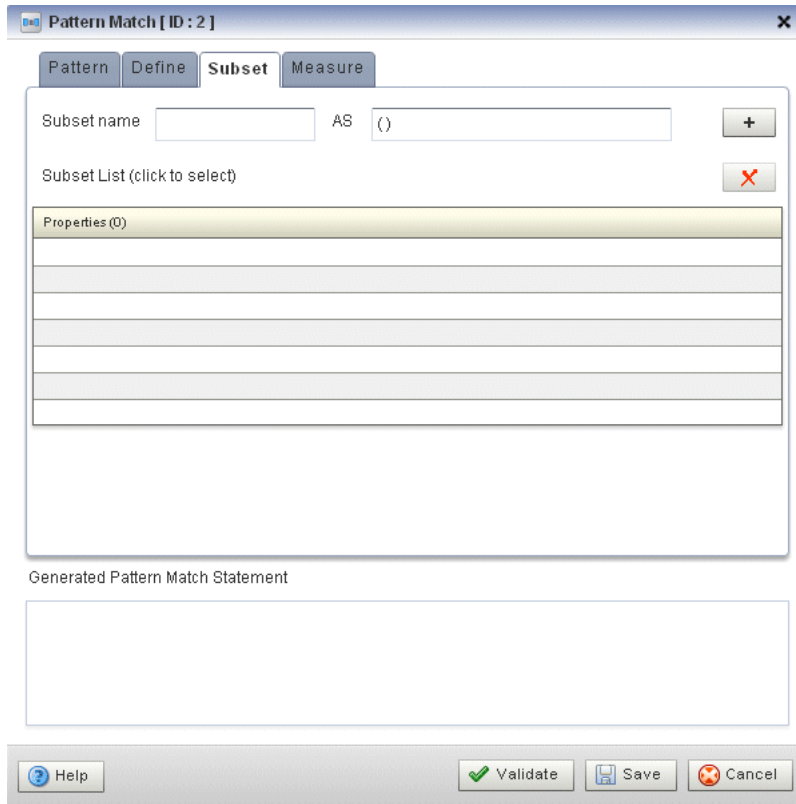 Pattern Match [ ID : 2 ]
Pattern Define Subset Measure
Subset name AS ()
+
Subset List (click to select)
Properties (0)
Generated Pattern Match Statement
Help Validate Save Cancel